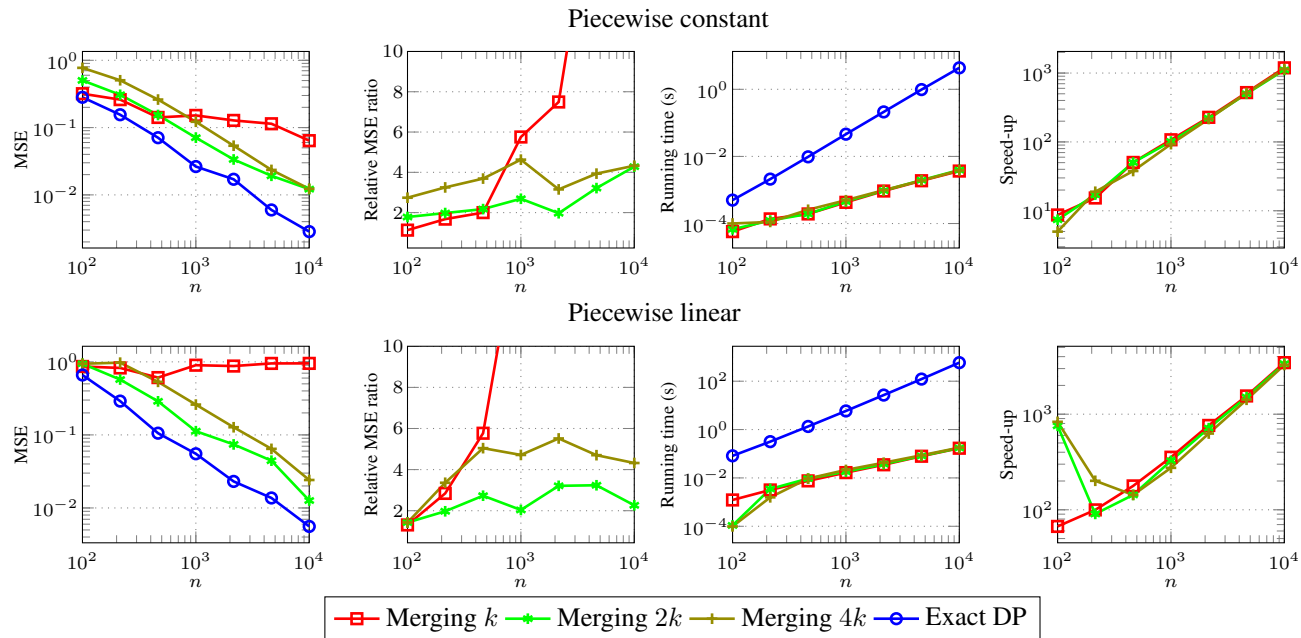 Piecewise constant
MSE
10^0
10^{-1}
10^{-2}
10^2
10^3
10^4
n
Relative MSE ratio
10
8
6
4
2
10^2
10^3
10^4
n
Running time (s)
10^0
10^{-2}
10^{-4}
10^2
10^3
10^4
n
Speed-up
10^3
10^2
10^1
10^2
10^3
10^4
n
Piecewise linear
MSE
10^0
10^{-1}
10^{-2}
10^2
10^3
10^4
n
Relative MSE ratio
10
8
6
4
2
10^2
10^3
10^4
n
Running time (s)
10^2
10^0
10^{-2}
10^{-4}
10^2
10^3
10^4
n
Speed-up
10^3
10^2
10^2
10^3
10^4
n
Merging k
Merging 2k
Merging 4k
Exact DP